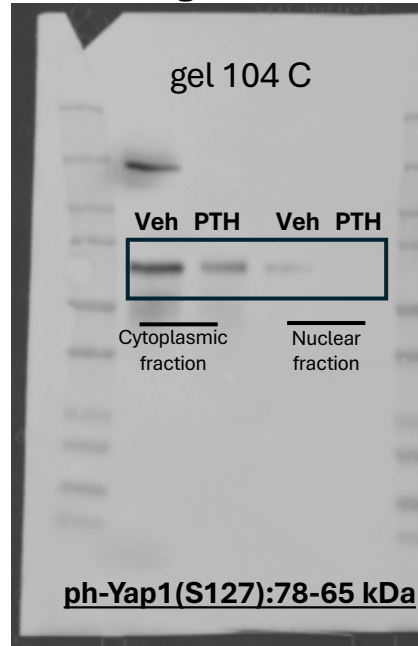 gel 104 C
Veh PTH Veh PTH
Cytoplasmic fraction
Nuclear fraction
ph-Yap1(S127):78-65 kDa